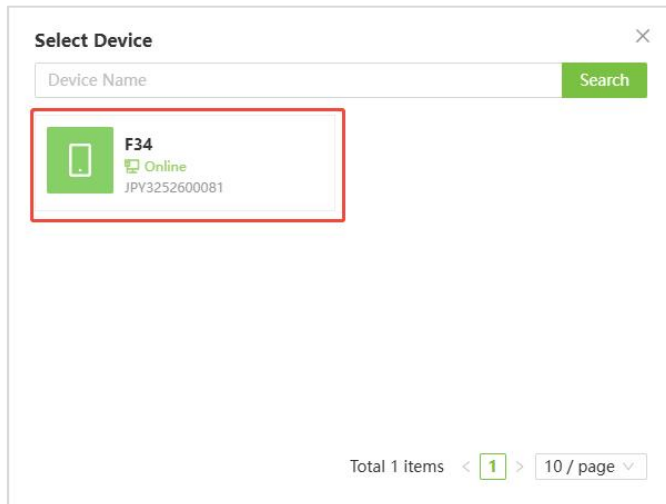 Select Device
Device Name
Search
F34
Online
JPY3252600081
Total 1 items < 1 > 10 / page